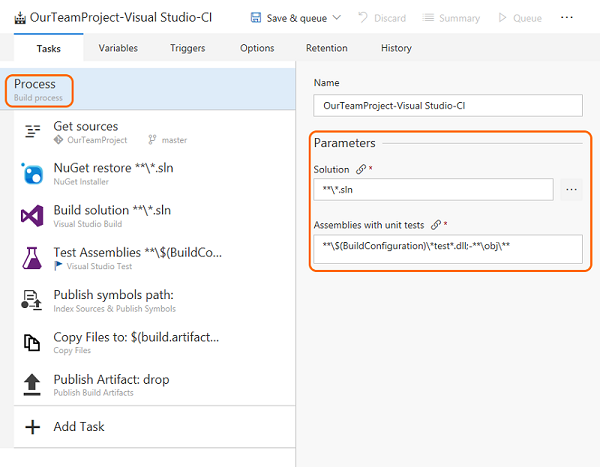 OurTeamProject-Visual Studio-CI
Save & queue
Discard
Summary
Queue
...
Tasks
Variables
Triggers
Options
Retention
History
Process
Build process
Get sources
OurTeamProject
master
NuGet restore **\*.sln
NuGet Installer
Build solution **\*.sln
Visual Studio Build
Test Assemblies **\$(BuildCo...
Visual Studio Test
Publish symbols path:
Index Sources & Publish Symbols
Copy Files to: $(build.artifact...
Copy Files
Publish Artifact: drop
Publish Build Artifacts
Add Task
Name
OurTeamProject-Visual Studio-CI
Parameters
Solution *
**\*.sln
...
Assemblies with unit tests *
**\$(BuildConfiguration)\*test*.dll;-**\obj\**